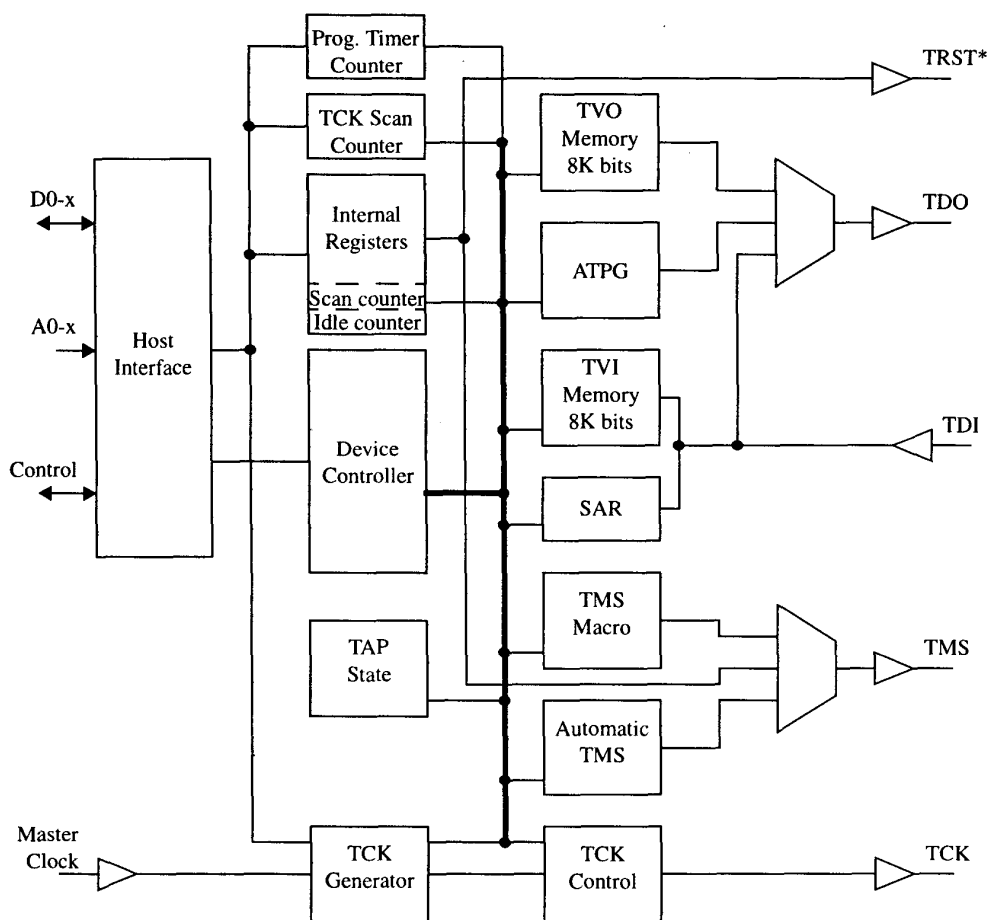 Prog. Timer
Counter
TRST*
TCK Scan
Counter
TVO
Memory
8K bits
D0-x
Internal
Registers
TDO
ATPG
Scan counter
Idle counter
A0-x
Host
Interface
TVI
Memory
8K bits
TDI
Device
Controller
Control
SAR
TMS
Macro
TMS
TAP
State
Automatic
TMS
Master
Clock
TCK
Generator
TCK
Control
TCK